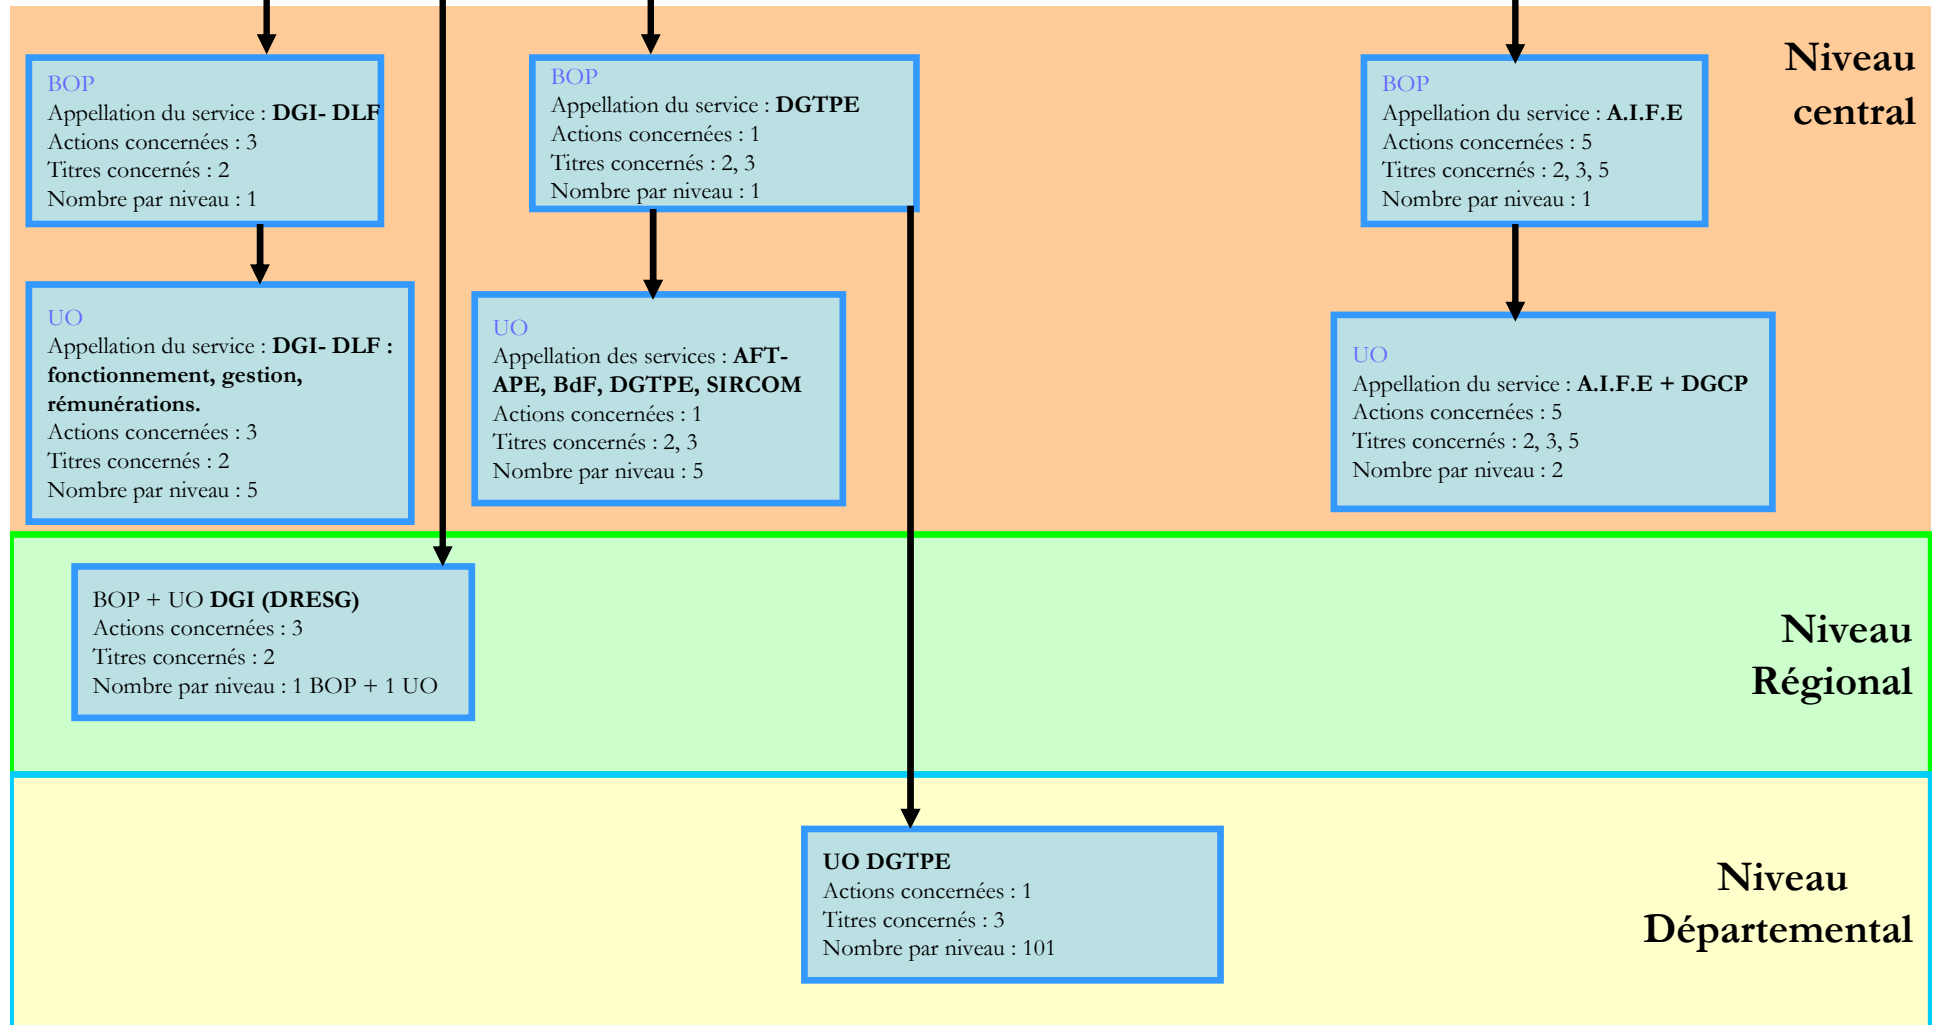 Niveau
central
BOP
Appellation du service : DGI- DLF
Actions concernées : 3
Titres concernés : 2
Nombre par niveau : 1
BOP
Appellation du service : DGTPE
Actions concernées : 1
Titres concernés : 2, 3
Nombre par niveau : 1
BOP
Appellation du service : A.I.F.E
Actions concernées : 5
Titres concernés : 2, 3, 5
Nombre par niveau : 1
UO
Appellation du service : DGI- DLF :
fonctionnement, gestion,
rémunérations.
Actions concernées : 3
Titres concernés : 2
Nombre par niveau : 5
UO
Appellation des services : AFT-
APE, BdF, DGTPE, SIRCOM
Actions concernées : 1
Titres concernés : 2, 3
Nombre par niveau : 5
UO
Appellation du service : A.I.F.E + DGCP
Actions concernées : 5
Titres concernés : 2, 3, 5
Nombre par niveau : 2
BOP + UO DGI (DRESG)
Actions concernées : 3
Titres concernés : 2
Nombre par niveau : 1 BOP + 1 UO
Niveau
Régional
UO DGTPE
Actions concernées : 1
Titres concernés : 3
Nombre par niveau : 101
Niveau
Départemental